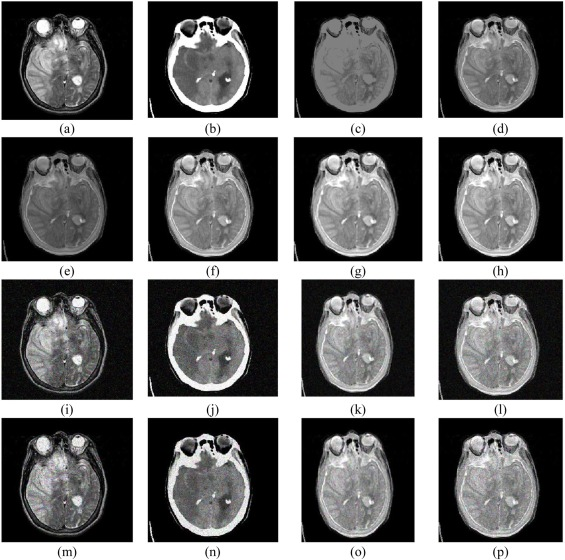 (a) (b) (c) (d)
(e) (f) (g) (h)
(i) (j) (k) (l)
(m) (n) (o) (p)